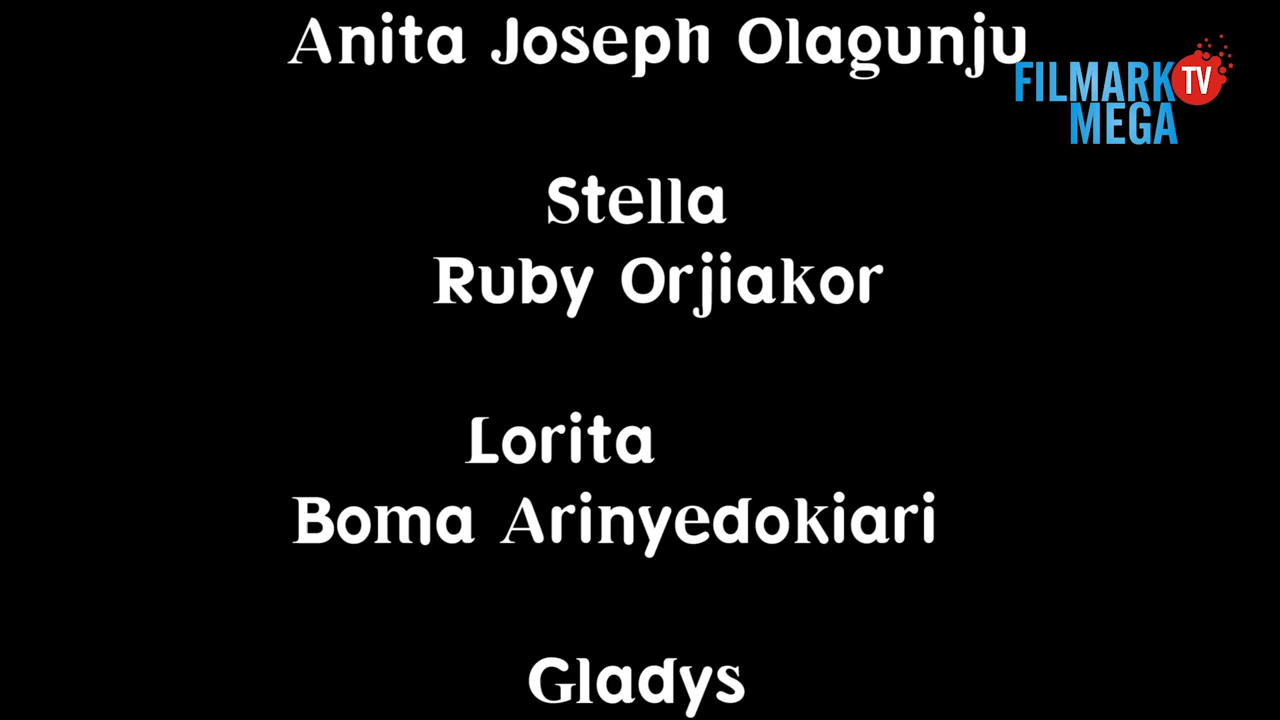 Anita Joseph Olagunju
FILMARK TV
MEGA
Stella
Ruby Orjiakor
Lorita
Boma Arinyedokiari
Gladys